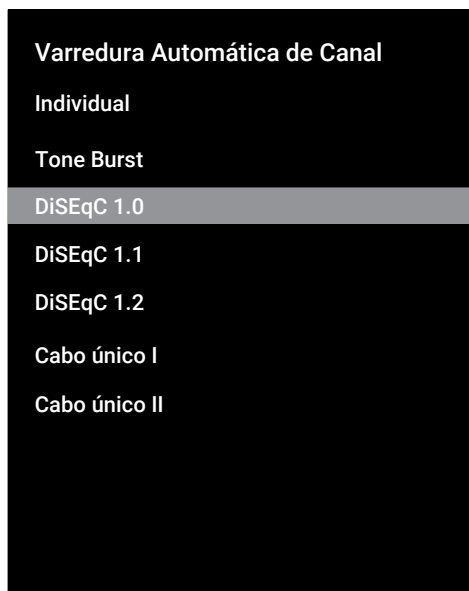 Varredura Automática de Canal
Individual
Tone Burst
DiSEqC 1.0
DiSEqC 1.1
DiSEqC 1.2
Cabo único I
Cabo único II